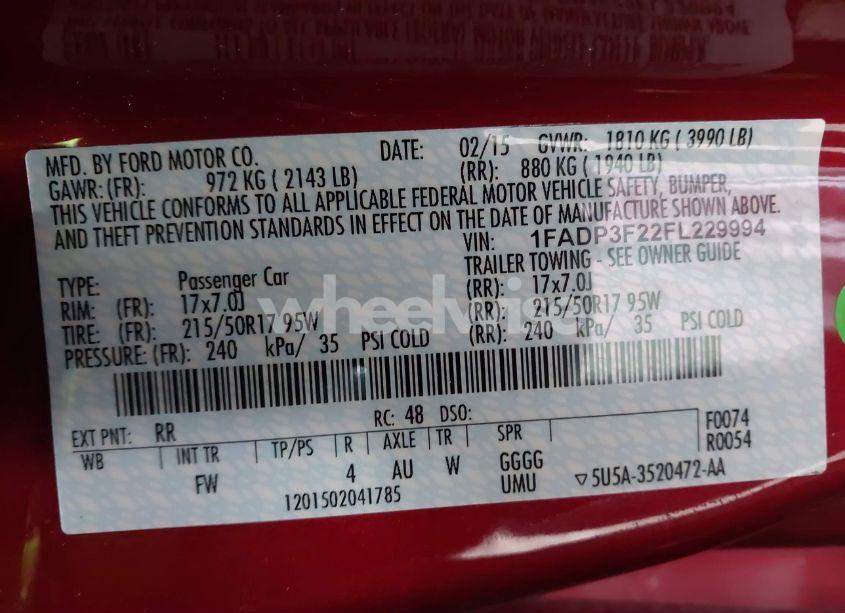 MFD. BY FORD MOTOR CO. DATE: 02/15 GVWR: 1810 KG ( 3990 LB)
GAWR: (FR): 972 KG ( 2143 LB) (RR): 880 KG ( 1940 LB)
THIS VEHICLE CONFORMS TO ALL APPLICABLE FEDERAL MOTOR VEHICLE SAFETY, BUMPER,
AND THEFT PREVENTION STANDARDS IN EFFECT ON THE DATE OF MANUFACTURE SHOWN ABOVE.
VIN: 1FADP3F22FL229994
TYPE: Passenger Car TRAILER TOWING - SEE OWNER GUIDE
RIM: (FR): 17x7.0J (RR): 17x7.0J
TIRE: (FR): 215/50R17 95W (RR): 215/50R17 95W
PRESSURE: (FR): 240 kPa/ 35 PSI COLD (RR): 240 kPa/ 35 PSI COLD
EXT PNT: RR RC: 48 DSO: F0074
WB INT TR TP/PS R AXLE TR SPR R0054
FW 4 AU W GGGG
UMU ▽5U5A-3520472-AA
1201502041785